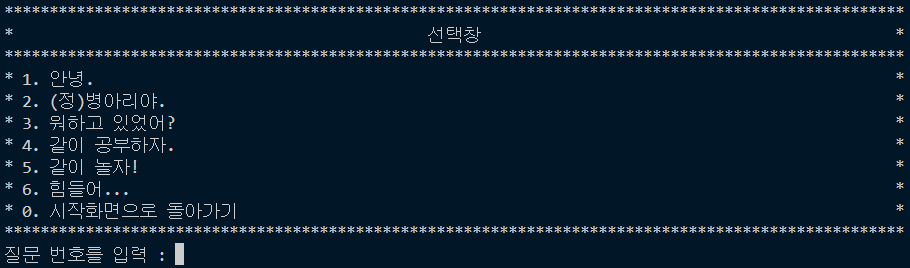 ****************************************************************************************************
* 선택창 *
****************************************************************************************************
* 1. 안녕. *
* 2. (정)병아리야. *
* 3. 뭐하고 있었어? *
* 4. 같이 공부하자. *
* 5. 같이 놀자! *
* 6. 힘들어... *
* 0. 시작화면으로 돌아가기 *
****************************************************************************************************
질문 번호를 입력 :